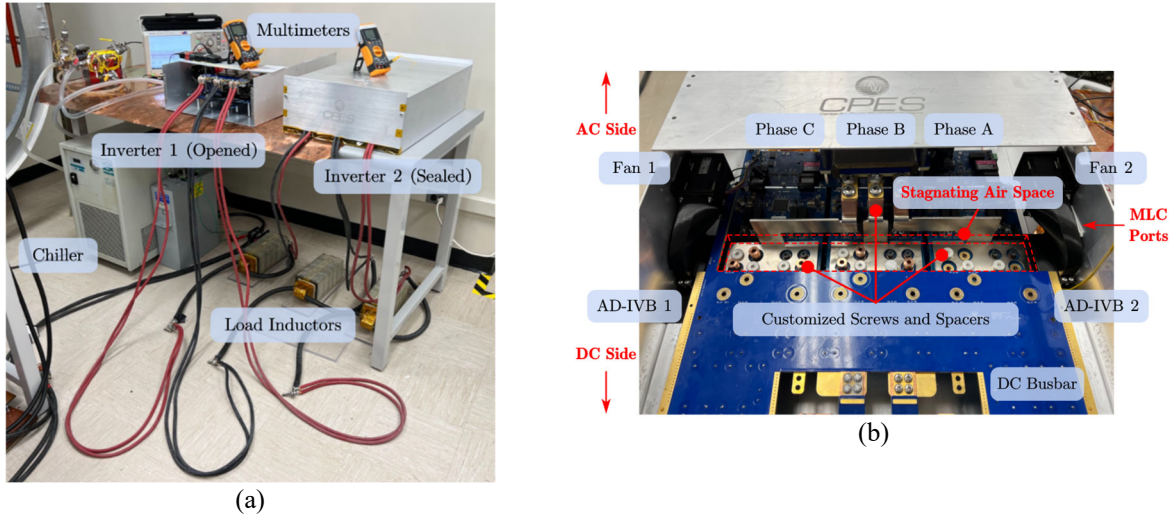 Multimeters
CPES
Inverter 1 (Opened)
Inverter 2 (Sealed)
Chiller
Load Inductors
(a)
CPES
AC Side
Phase C
Phase B
Phase A
Fan 1
Fan 2
Stagnating Air Space
MLC
Ports
AD-IVB 1
AD-IVB 2
Customized Screws and Spacers
DC Side
DC Busbar
(b)